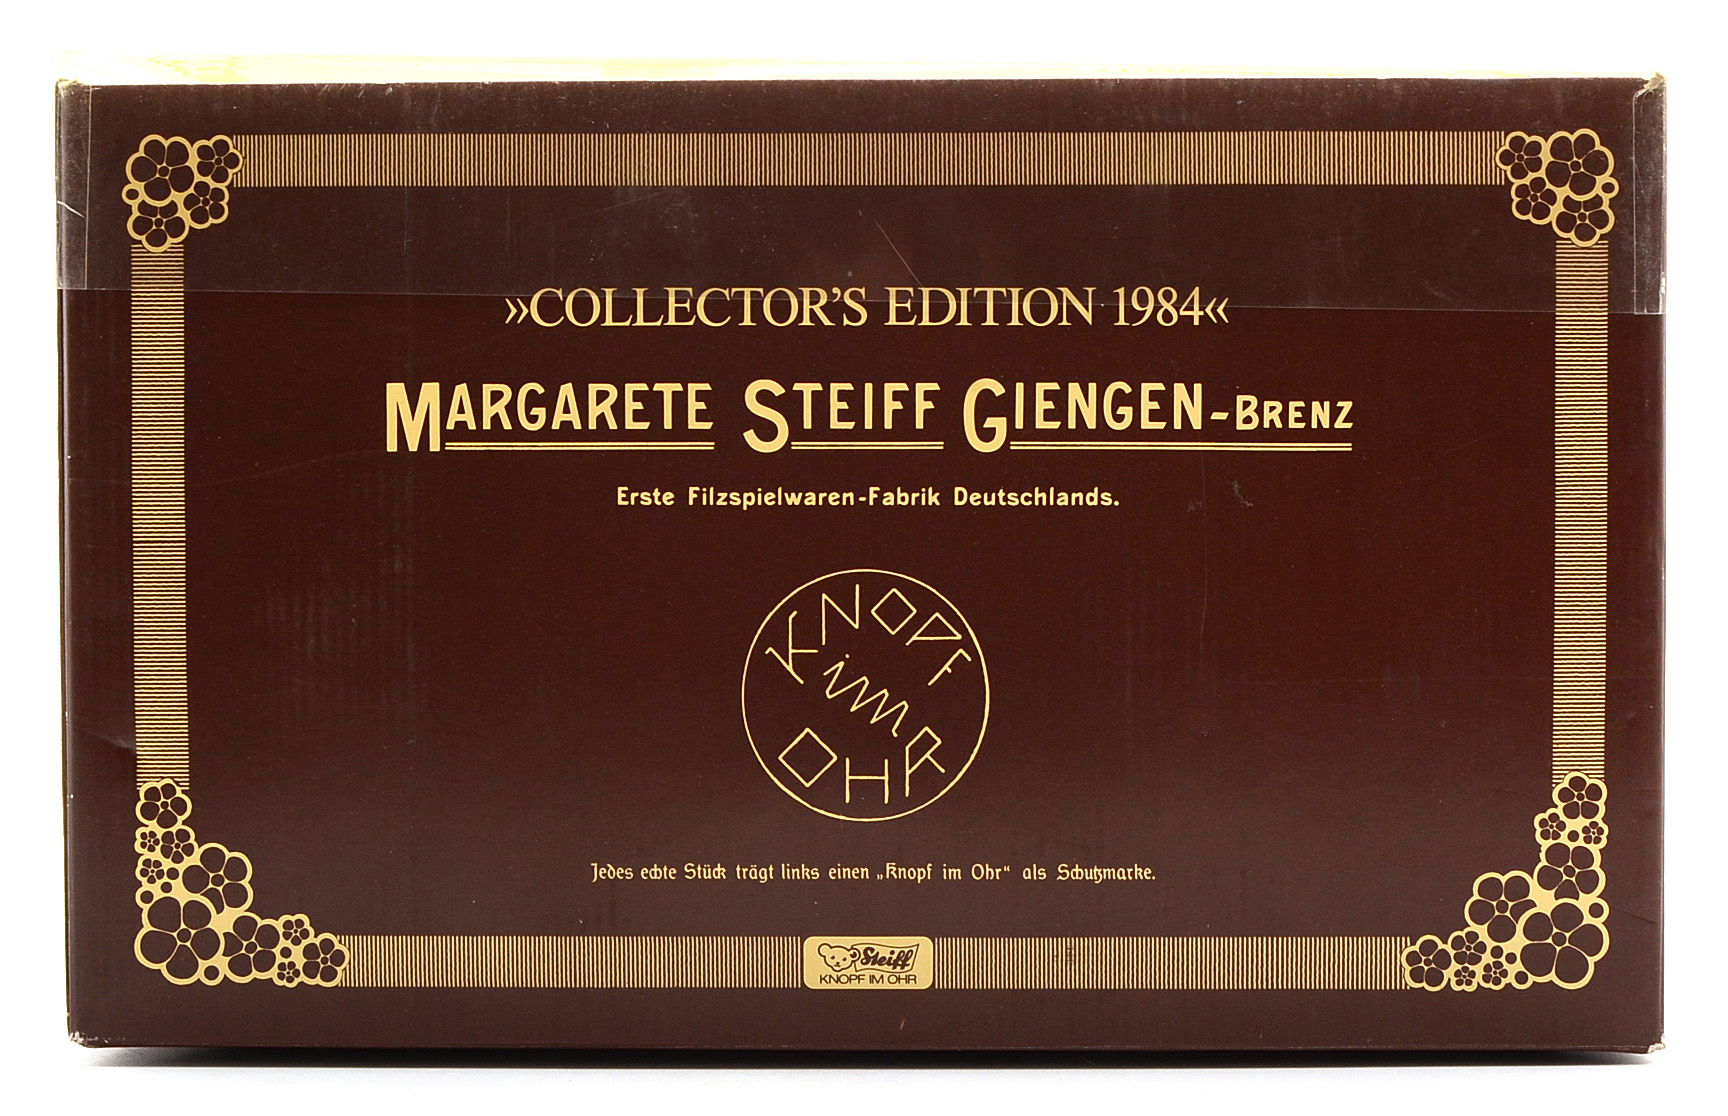 »COLLECTOR'S EDITION 1984«
MARGARETE STEIFF GIENGEN-BRENZ
Erste Filzspielwaren-Fabrik Deutschlands.
KNOPF
im
OHR
Jedes echte Stück trägt links einen „Knopf im Ohr“ als Schutzmarke.
Steiff
KNOPF IM OHR